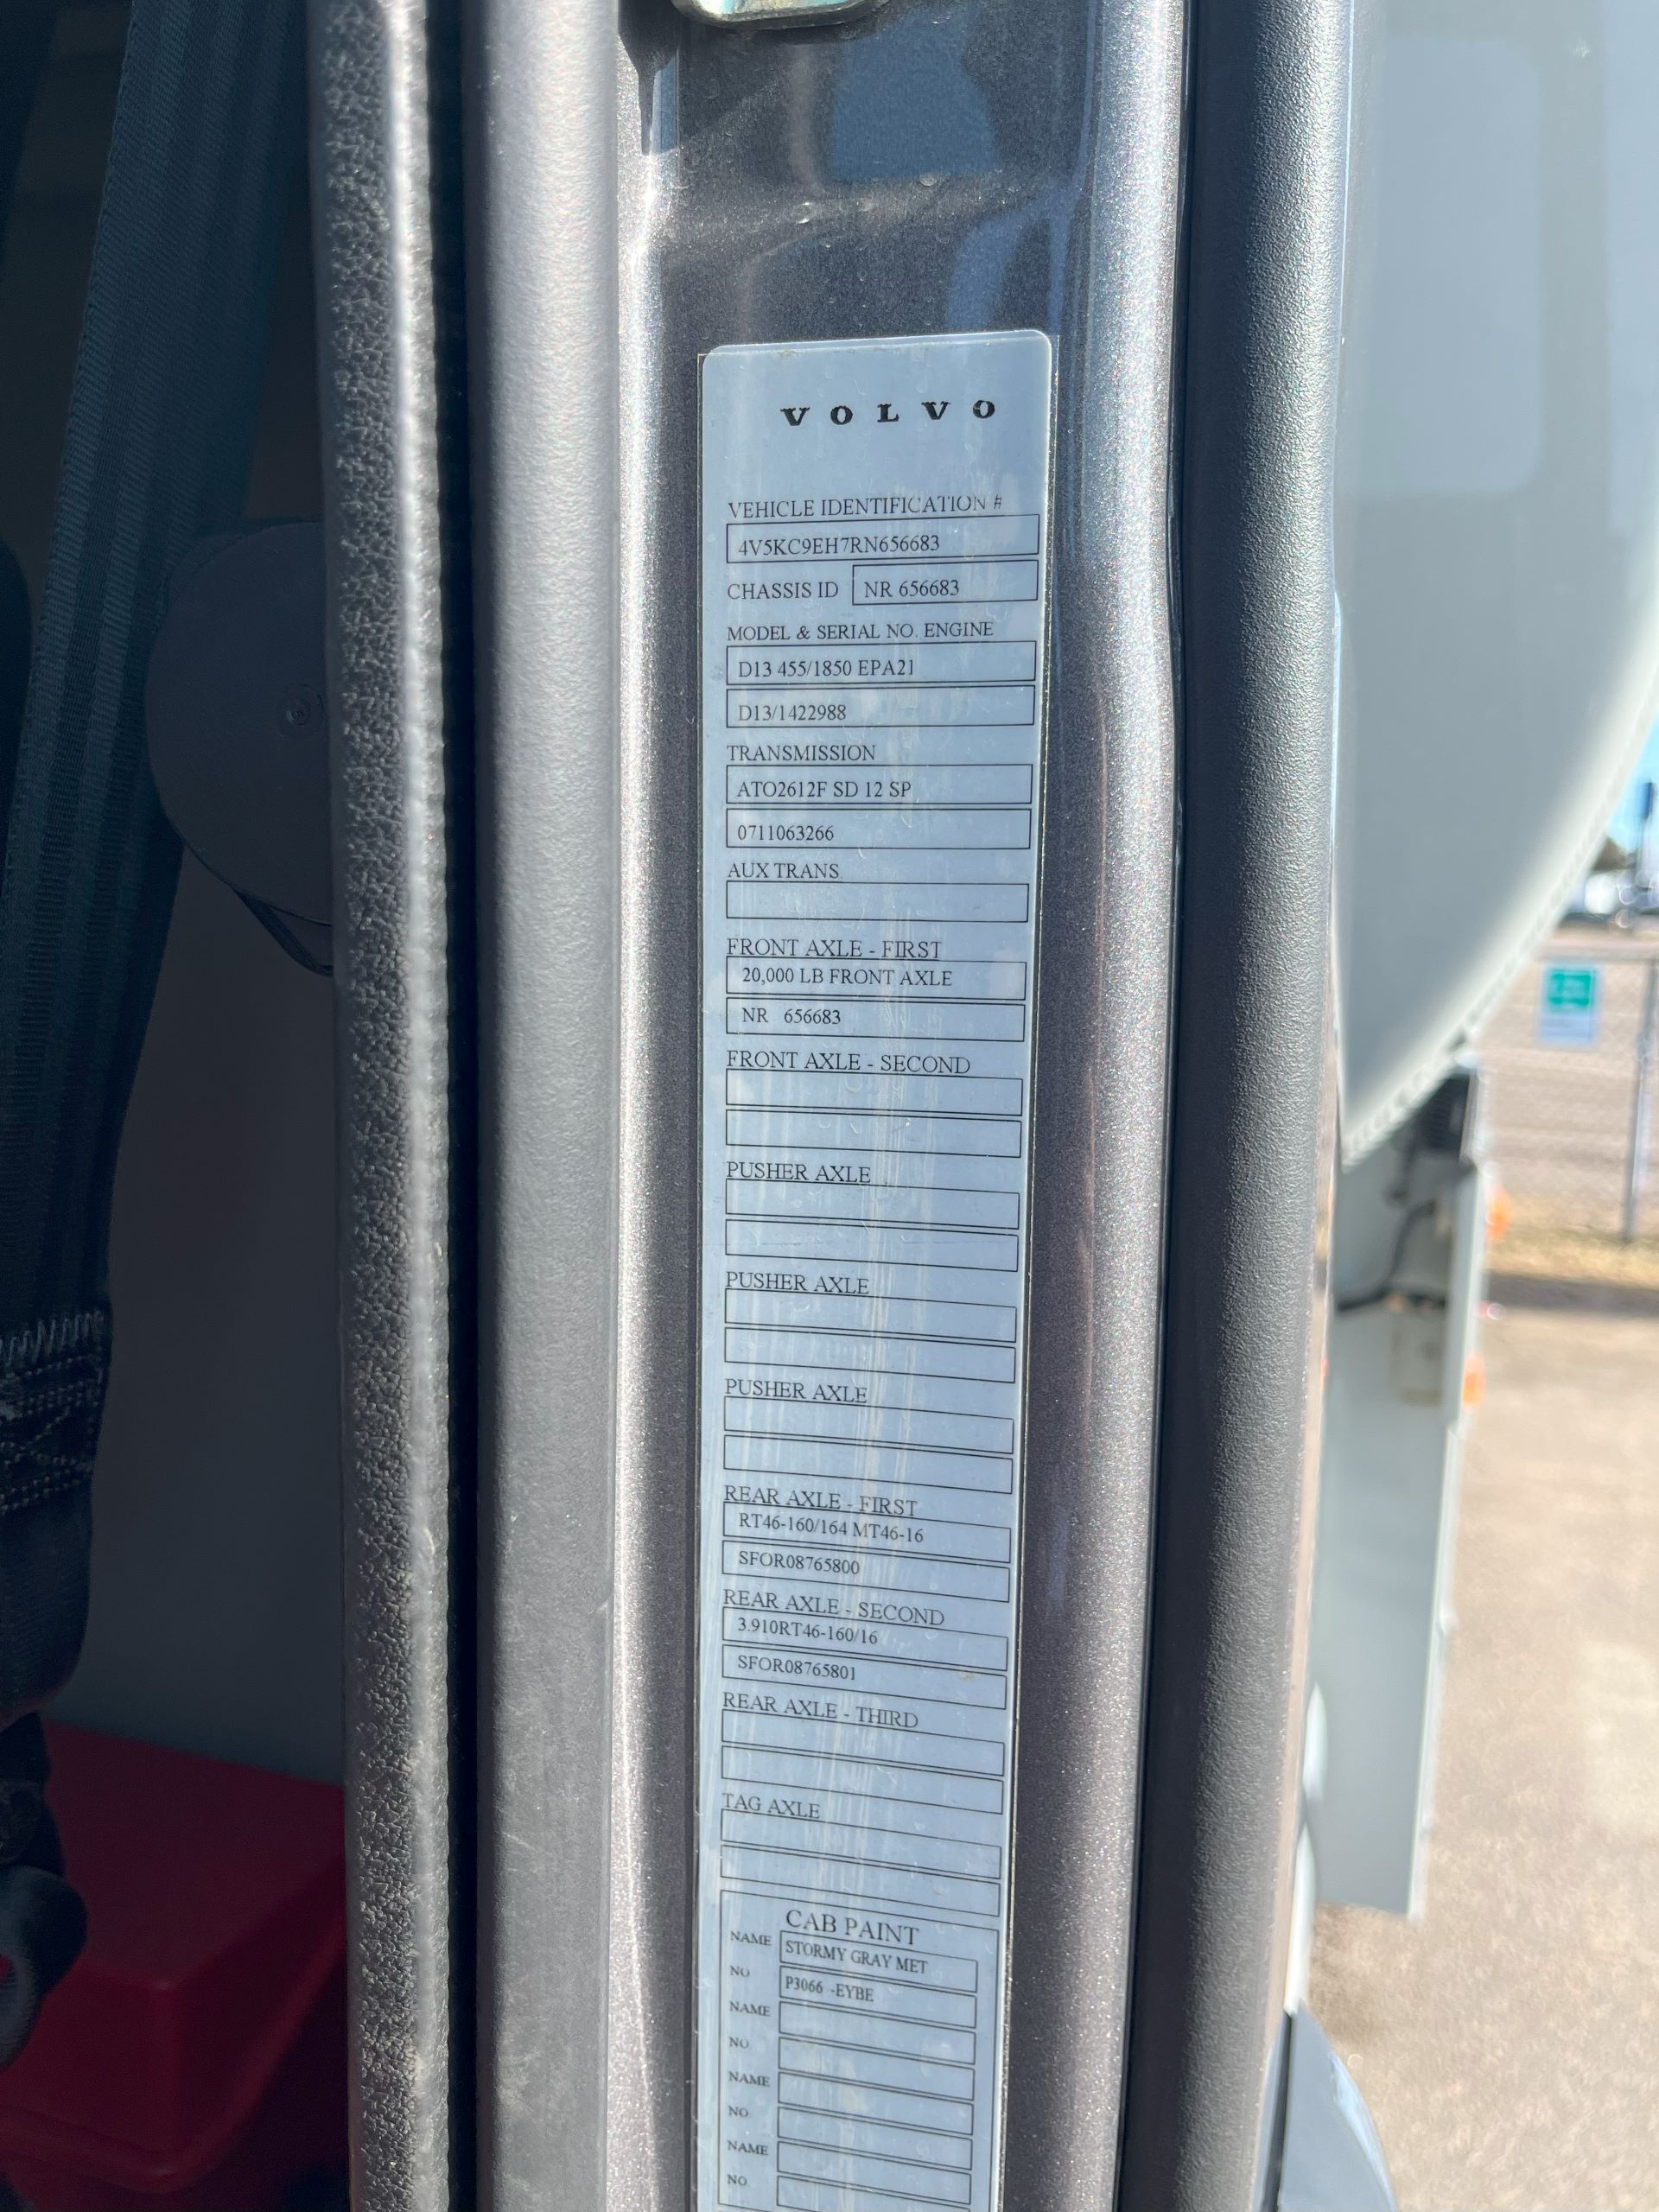 VOLVO
VEHICLE IDENTIFICATION #
4V5KC9EH7RN656683
CHASSIS ID NR 656683
MODEL & SERIAL NO. ENGINE
D13 455/1850 EPA21
D13/1422988
TRANSMISSION
ATO2612F SD 12 SP
0711063266
AUX TRANS.
FRONT AXLE - FIRST
20,000 LB FRONT AXLE
NR 656683
FRONT AXLE - SECOND
PUSHER AXLE
PUSHER AXLE
PUSHER AXLE
REAR AXLE - FIRST
RT46-160/164 MT46-16
SFOR08765800
REAR AXLE - SECOND
3.910RT46-160/16
SFOR08765801
REAR AXLE - THIRD
TAG AXLE
CAB PAINT
NAME STORMY GRAY MET
NO P3066 -EYBE
NAME
NO.
NAME
NO.
NAME
NO.